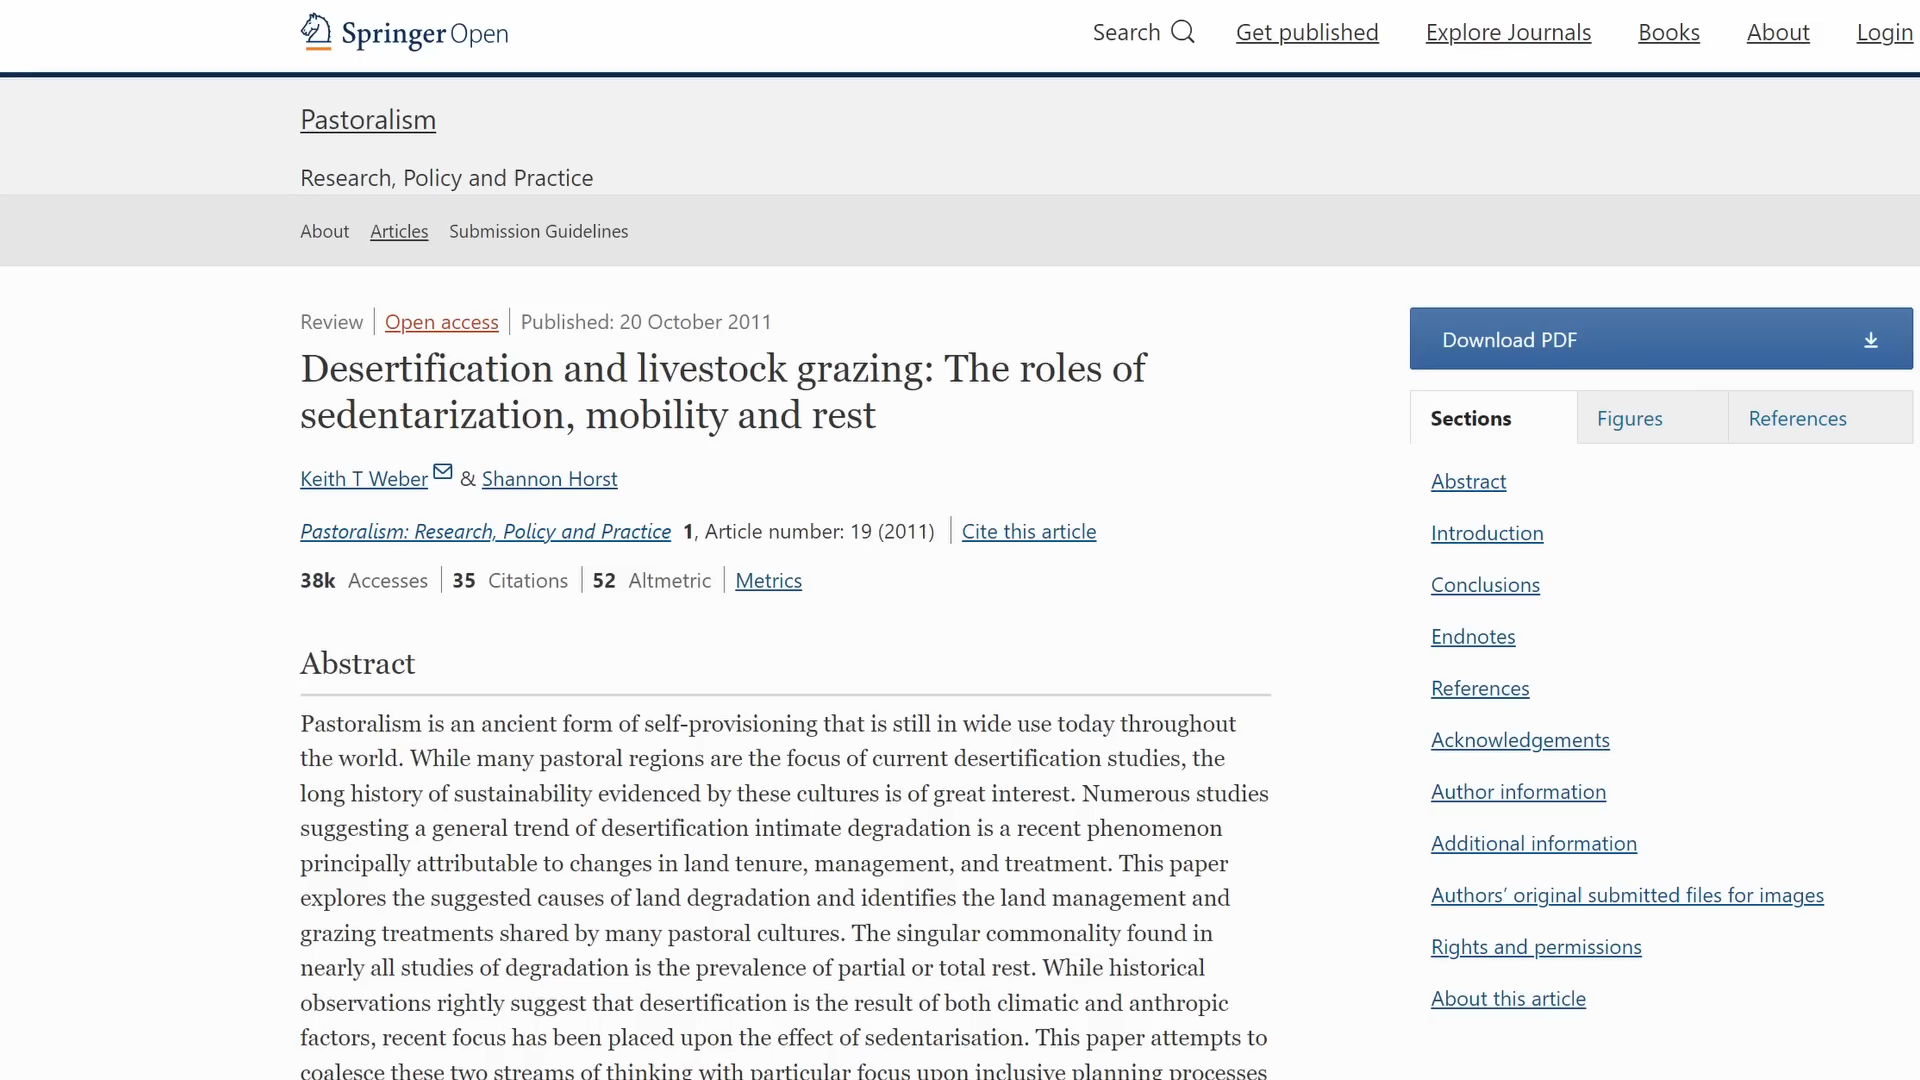 Springer Open
Search Get published Explore Journals Books About Login
Pastoralism
Research, Policy and Practice
About Articles Submission Guidelines
Review Open access Published: 20 October 2011
Desertification and livestock grazing: The roles of
sedentarization, mobility and rest
Keith T Weber & Shannon Horst
Pastoralism: Research, Policy and Practice 1, Article number: 19 (2011) Cite this article
38k Accesses 35 Citations 52 Altmetric Metrics
Abstract
Pastoralism is an ancient form of self-provisioning that is still in wide use today throughout
the world. While many pastoral regions are the focus of current desertification studies, the
long history of sustainability evidenced by these cultures is of great interest. Numerous studies
suggesting a general trend of desertification intimate degradation is a recent phenomenon
principally attributable to changes in land tenure, management, and treatment. This paper
explores the suggested causes of land degradation and identifies the land management and
grazing treatments shared by many pastoral cultures. The singular commonality found in
nearly all studies of degradation is the prevalence of partial or total rest. While historical
observations rightly suggest that desertification is the result of both climatic and anthropic
factors, recent focus has been placed upon the effect of sedentarisation. This paper attempts to
coalesce these two streams of thinking with particular focus upon inclusive planning processes
Download PDF
Sections Figures References
Abstract
Introduction
Conclusions
Endnotes
References
Acknowledgements
Author information
Additional information
Authors’ original submitted files for images
Rights and permissions
About this article